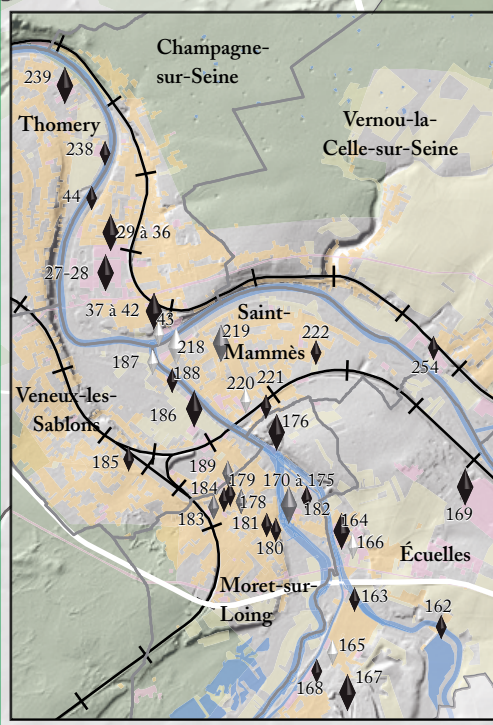 Champagne-
sur-Seine
239
Thomery
Vernou-la-
Celle-sur-Seine
238
44
29 à 36
27-28
37 à 42
43
Saint-
Mammès
219
218
222
254
187
188
220
221
Veneux-les-
Sablons
186
176
185
189
179
170 à 175
184
178
182
183
181
180
164
166
169
Écuelles
Moret-sur-
Loing
163
162
165
168
167